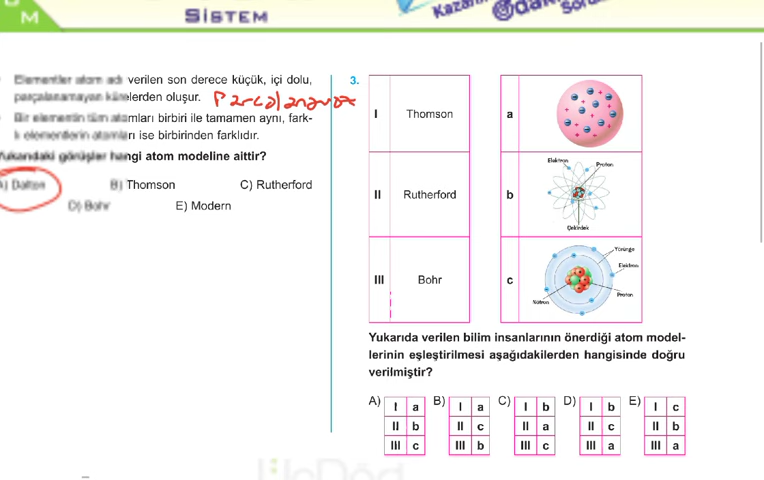 M
SİSTEM
Elementler atom adı verilen son derece küçük, içi dolu,
parçalanamayan kürelerden oluşur. Parçalanamaz
Bir elementin tüm atomları birbiri ile tamamen aynı, fark-
lı elementlerin atomları ise birbirinden farklıdır.
Yukarıdaki görüşler hangi atom modeline aittir?
A) Dalton B) Thomson C) Rutherford
D) Bohr E) Modern
3.
I Thomson a
II Rutherford b
Elektron
Proton
Çekirdek
III Bohr c
Yörünge
Elektron
Proton
Nötron
Yukarıda verilen bilim insanlarının önerdiği atom model-
lerinin eşleştirilmesi aşağıdakilerden hangisinde doğru
verilmiştir?
A) B) C) D) E)
I a I a I b I b I c
II b II c II a II c II b
III c III b III c III a III a